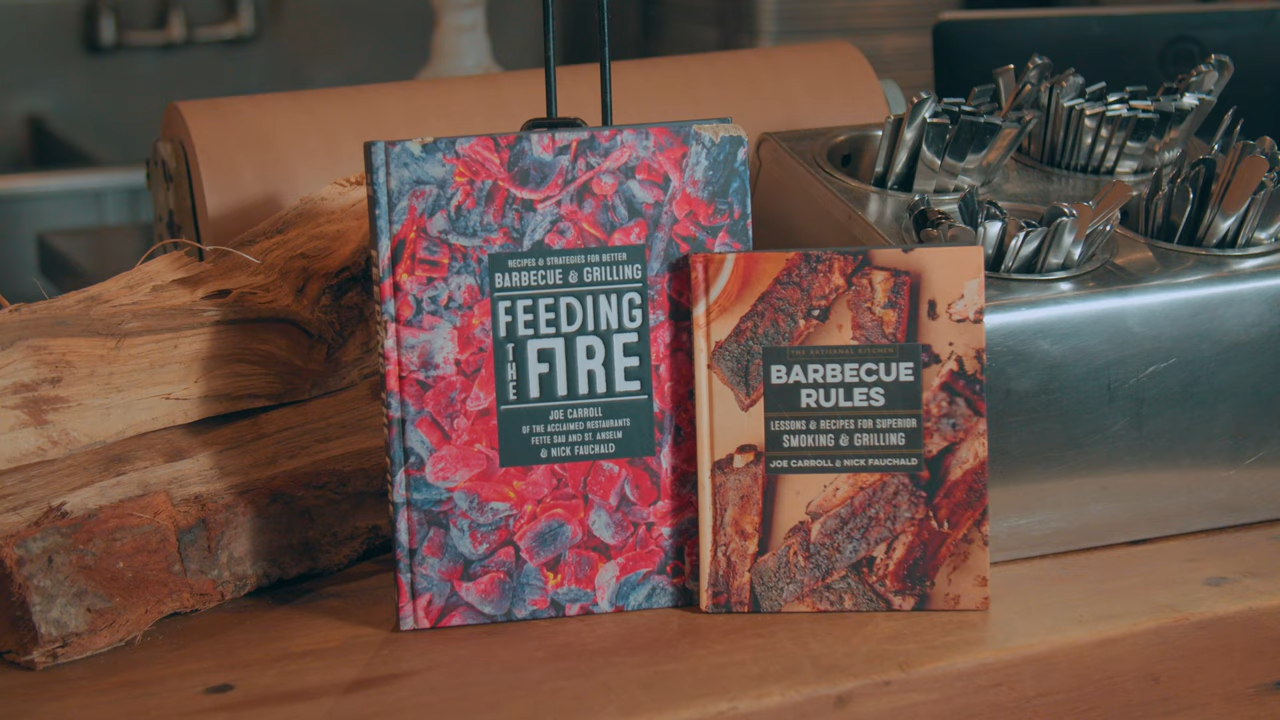 RECIPES & STRATEGIES FOR BETTER
BARBECUE & GRILLING
FEEDING
THE
FIRE
JOE CARROLL
OF THE ACCLAIMED RESTAURANTS
FETTE SAU AND ST. ANSELM
& NICK FAUCHALD
THE ARTISANAL KITCHEN
BARBECUE
RULES
LESSONS & RECIPES FOR SUPERIOR
SMOKING & GRILLING
JOE CARROLL & NICK FAUCHALD